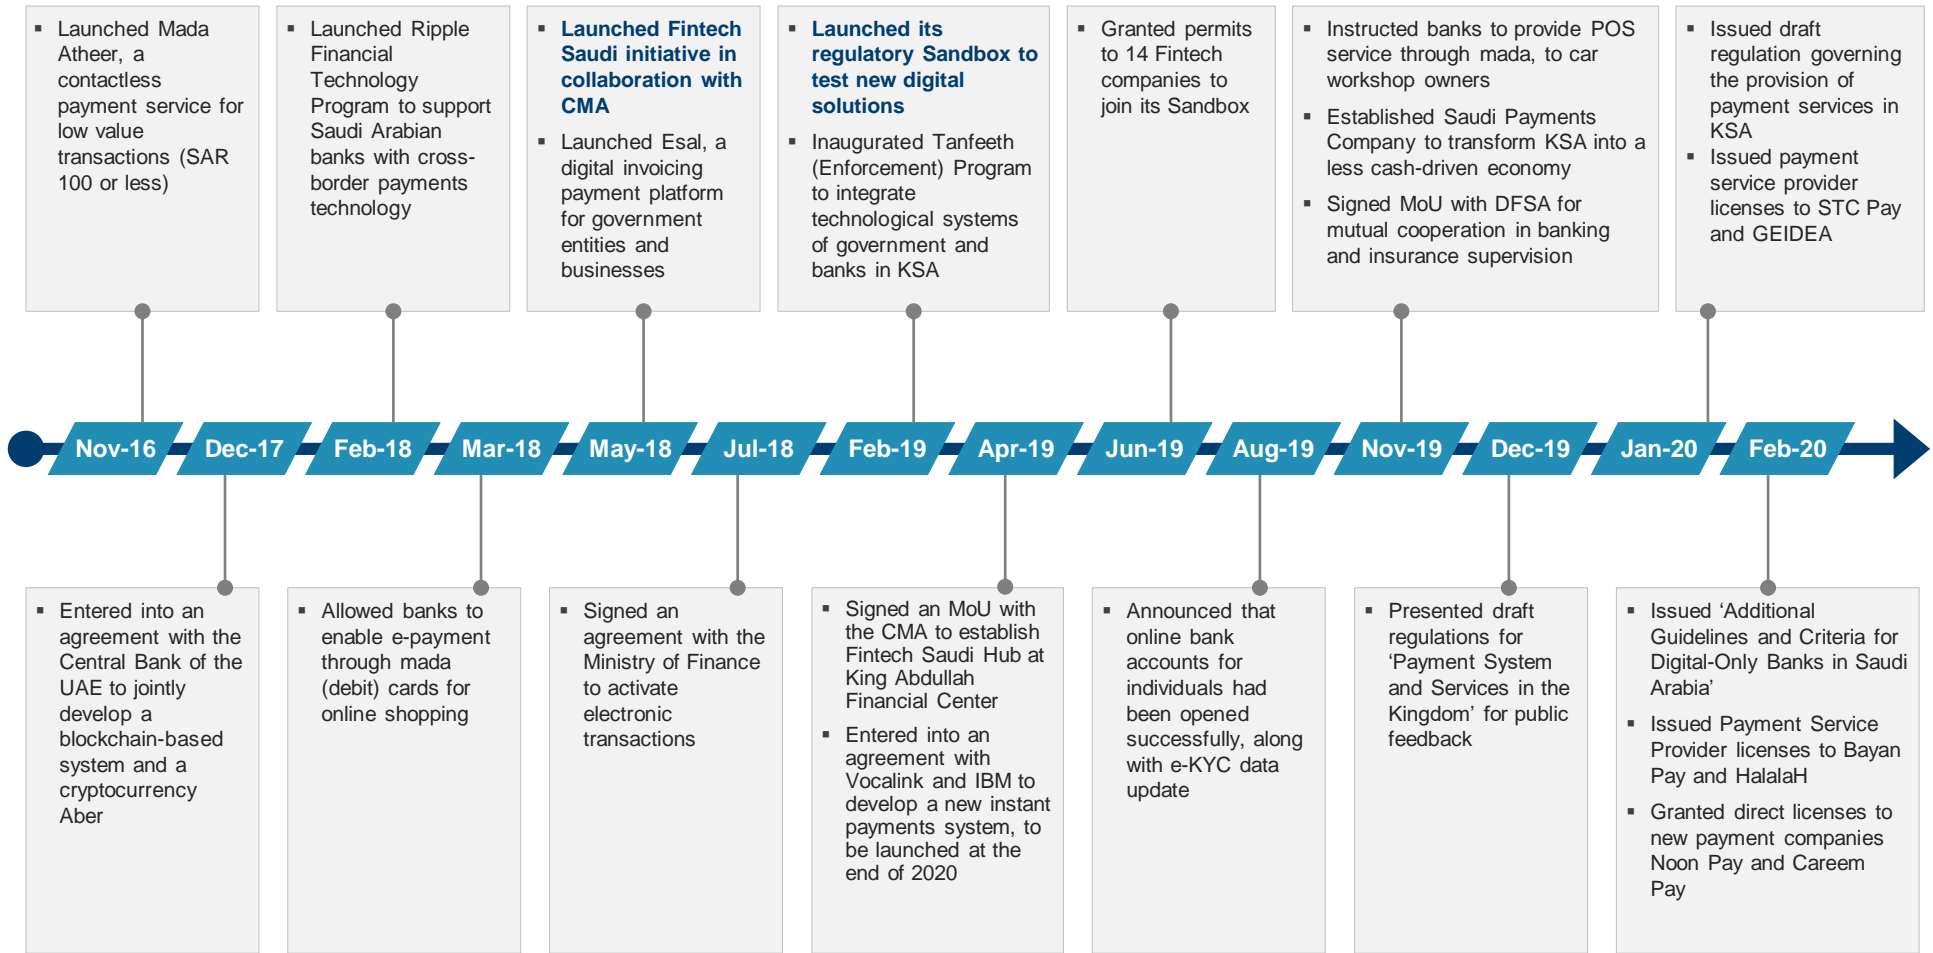 ▪ Launched Mada
Atheer, a
contactless
payment service for
low value
transactions (SAR
100 or less)
▪ Launched Ripple
Financial
Technology
Program to support
Saudi Arabian
banks with cross-
border payments
technology
▪ Launched Fintech
Saudi initiative in
collaboration with
CMA
▪ Launched Esal, a
digital invoicing
payment platform
for government
entities and
businesses
▪ Launched its
regulatory Sandbox to
test new digital
solutions
▪ Inaugurated Tanfeeth
(Enforcement) Program
to integrate
technological systems
of government and
banks in KSA
▪ Granted permits
to 14 Fintech
companies to
join its Sandbox
▪ Instructed banks to provide POS
service through mada, to car
workshop owners
▪ Established Saudi Payments
Company to transform KSA into a
less cash-driven economy
▪ Signed MoU with DFSA for
mutual cooperation in banking
and insurance supervision
▪ Issued draft
regulation governing
the provision of
payment services in
KSA
▪ Issued payment
service provider
licenses to STC Pay
and GEIDEA
Nov-16
Dec-17
Feb-18
Mar-18
May-18
Jul-18
Feb-19
Apr-19
Jun-19
Aug-19
Nov-19
Dec-19
Jan-20
Feb-20
▪ Entered into an
agreement with the
Central Bank of the
UAE to jointly
develop a
blockchain-based
system and a
cryptocurrency
Aber
▪ Allowed banks to
enable e-payment
through mada
(debit) cards for
online shopping
▪ Signed an
agreement with the
Ministry of Finance
to activate
electronic
transactions
▪ Signed an MoU with
the CMA to establish
Fintech Saudi Hub at
King Abdullah
Financial Center
▪ Entered into an
agreement with
Vocalink and IBM to
develop a new instant
payments system, to
be launched at the
end of 2020
▪ Announced that
online bank
accounts for
individuals had
been opened
successfully, along
with e-KYC data
update
▪ Presented draft
regulations for
‘Payment System
and Services in the
Kingdom’ for public
feedback
▪ Issued ‘Additional
Guidelines and Criteria for
Digital-Only Banks in Saudi
Arabia’
▪ Issued Payment Service
Provider licenses to Bayan
Pay and HalalaH
▪ Granted direct licenses to
new payment companies
Noon Pay and Careem
Pay